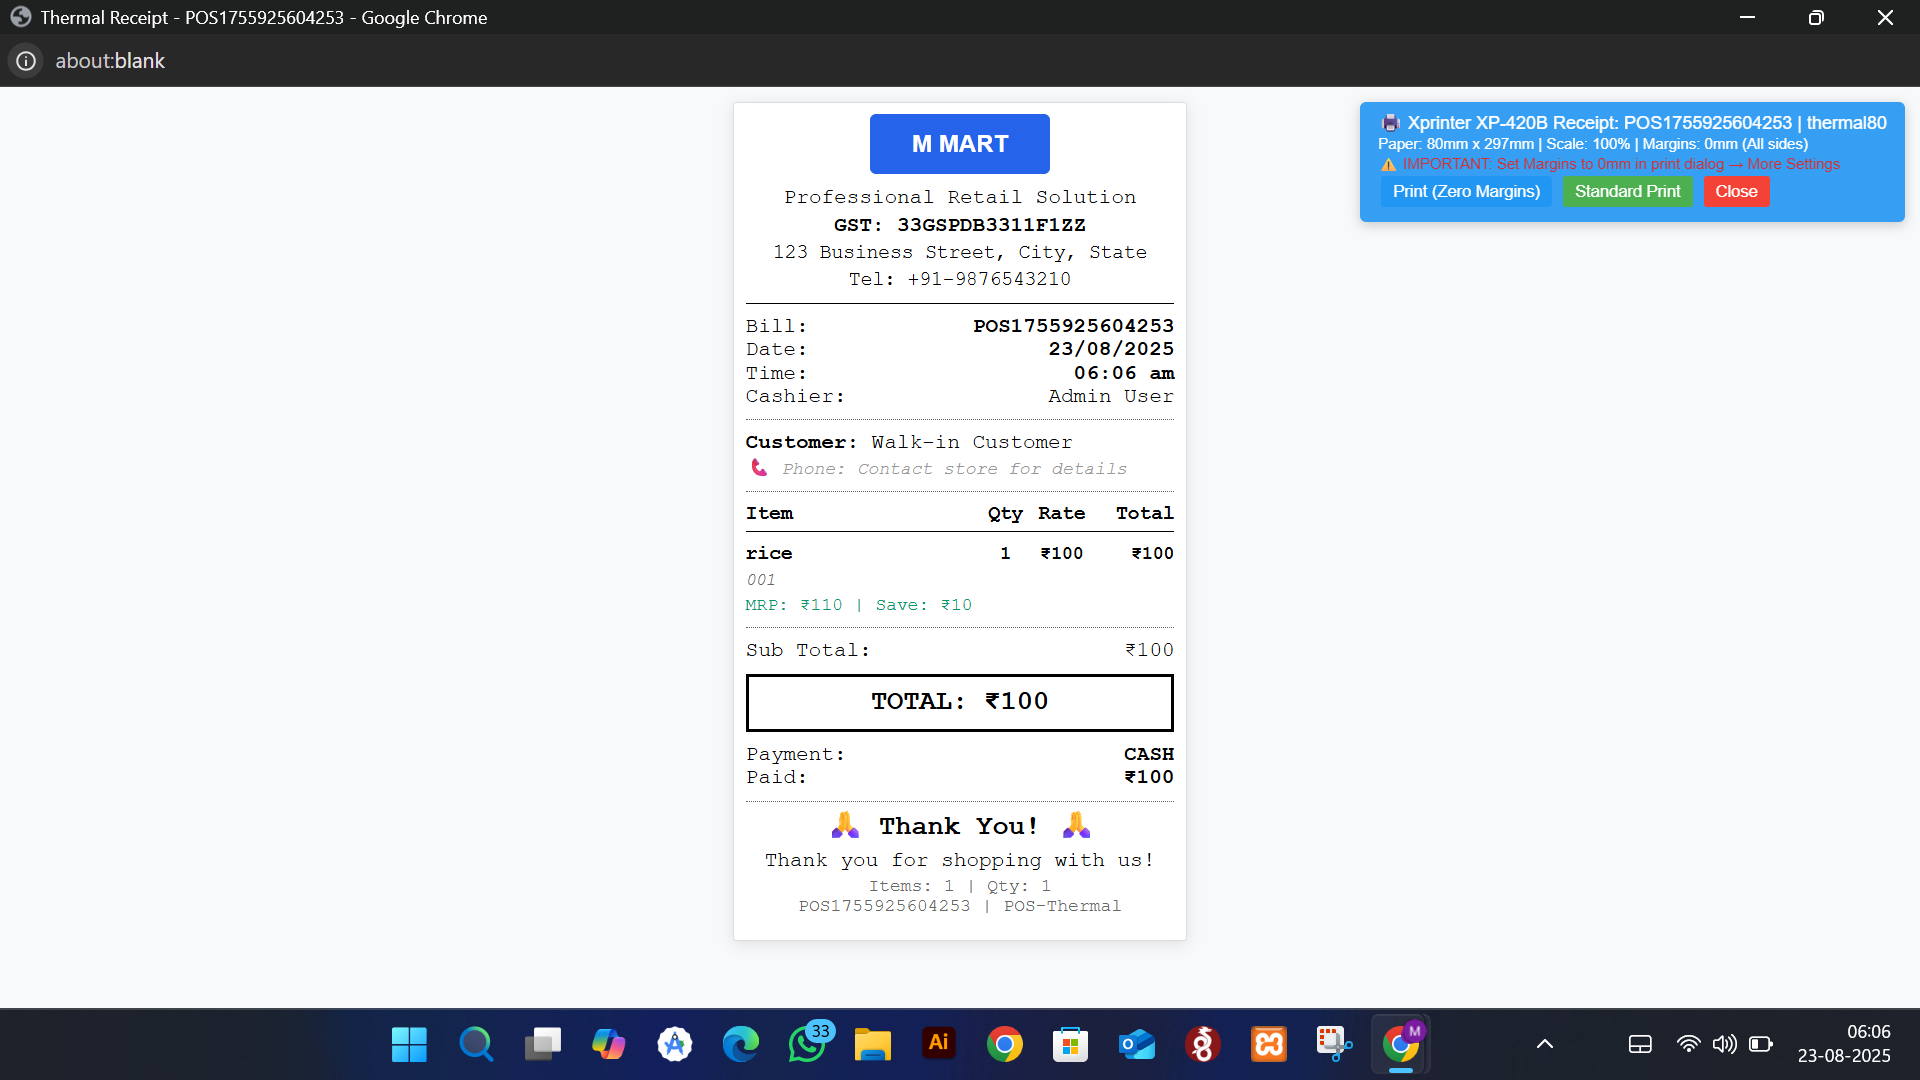 Thermal Receipt - POS1755925604253 - Google Chrome
about:blank
M MART
Professional Retail Solution
GST: 33GSPDB3311F1ZZ
123 Business Street, City, State
Tel: +91-9876543210
Bill: POS1755925604253
Date: 23/08/2025
Time: 06:06 am
Cashier: Admin User
Customer: Walk-in Customer
📞 Phone: Contact store for details
Item Qty Rate Total
rice 1 ₹100 ₹100
001
MRP: ₹110 | Save: ₹10
Sub Total: ₹100
TOTAL: ₹100
Payment: CASH
Paid: ₹100
🙏 Thank You! 🙏
Thank you for shopping with us!
Items: 1 | Qty: 1
POS1755925604253 | POS-Thermal
🖨️ Xprinter XP-420B Receipt: POS1755925604253 | thermal80
Paper: 80mm x 297mm | Scale: 100% | Margins: 0mm (All sides)
⚠️ IMPORTANT: Set Margins to 0mm in print dialog → More Settings
Print (Zero Margins) Standard Print Close
33
Ai
M
06:06
23-08-2025